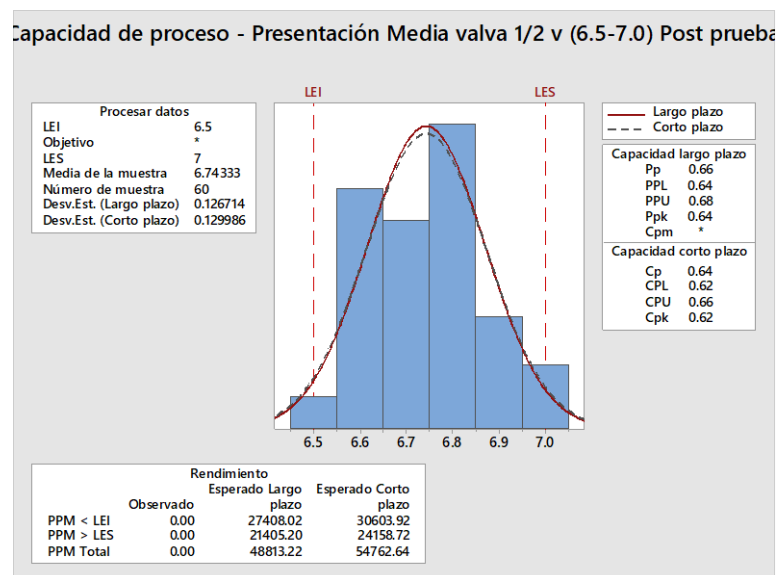 Capacidad de proceso - Presentación Media valva 1/2 v (6.5-7.0) Post prueba
LEI
LES
Procesar datos
LEI 6.5
Objetivo *
LES 7
Media de la muestra 6.74333
Número de muestra 60
Desv.Est. (Largo plazo) 0.126714
Desv.Est. (Corto plazo) 0.129986
Largo plazo
Corto plazo
Capacidad largo plazo
Pp 0.66
PPL 0.64
PPU 0.68
Ppk 0.64
Cpm *
Capacidad corto plazo
Cp 0.64
CPL 0.62
CPU 0.66
Cpk 0.62
6.5 6.6 6.7 6.8 6.9 7.0
Rendimiento
Esperado Largo Esperado Corto
Observado plazo plazo
PPM < LEI 0.00 27408.02 30603.92
PPM > LES 0.00 21405.20 24158.72
PPM Total 0.00 48813.22 54762.64